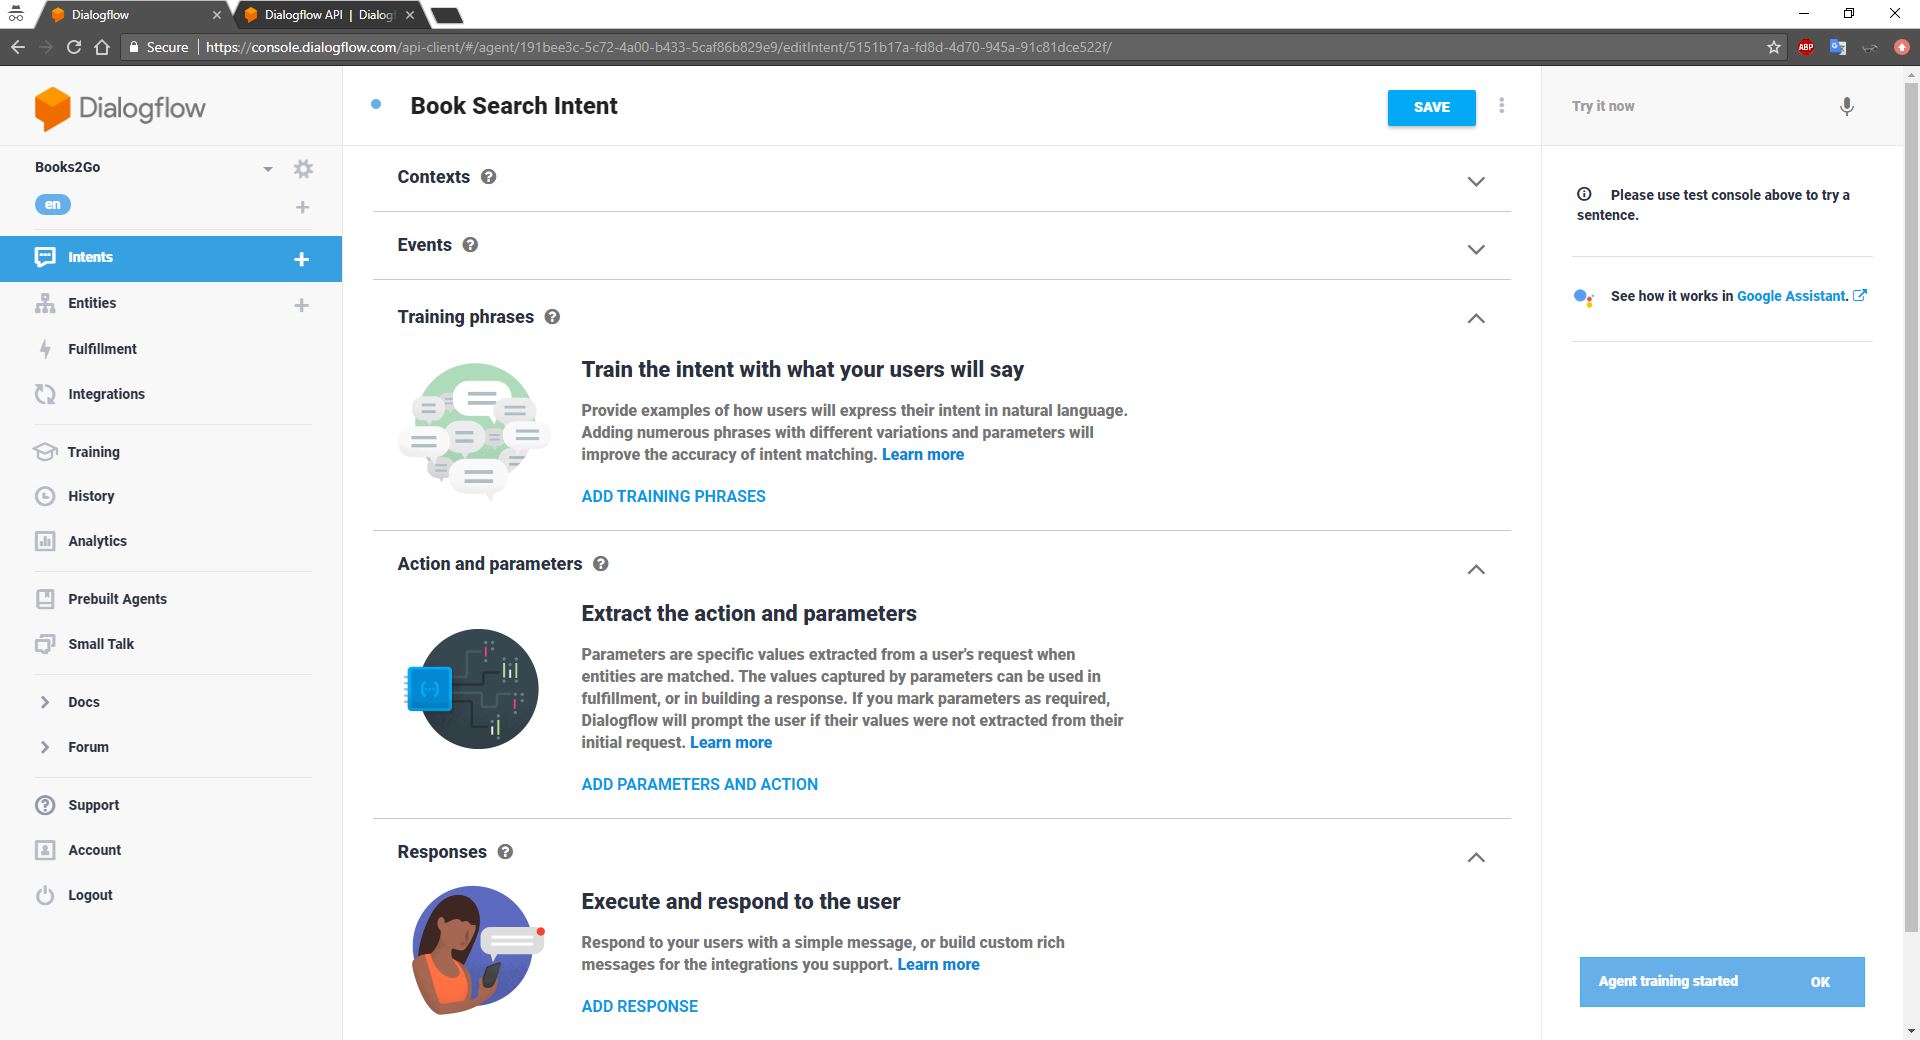 Dialogflow
Dialogflow API | Dialogf
Secure
https://console.dialogflow.com/api-client/#/agent/191bee3c-5c72-4a00-b433-5caf86b829e9/editIntent/5151b17a-fd8d-4d70-945a-91c81dce522f/
ABP
Dialogflow
Books2Go
en
Intents
Entities
Fulfillment
Integrations
Training
History
Analytics
Prebuilt Agents
Small Talk
Docs
Forum
Support
Account
Logout
Book Search Intent
SAVE
Contexts
Events
Training phrases
Train the intent with what your users will say
Provide examples of how users will express their intent in natural language.
Adding numerous phrases with different variations and parameters will
improve the accuracy of intent matching. Learn more
ADD TRAINING PHRASES
Action and parameters
Extract the action and parameters
Parameters are specific values extracted from a user's request when
entities are matched. The values captured by parameters can be used in
fulfillment, or in building a response. If you mark parameters as required,
Dialogflow will prompt the user if their values were not extracted from their
initial request. Learn more
ADD PARAMETERS AND ACTION
Responses
Execute and respond to the user
Respond to your users with a simple message, or build custom rich
messages for the integrations you support. Learn more
ADD RESPONSE
Try it now
Please use test console above to try a
sentence.
See how it works in Google Assistant.
Agent training started
OK